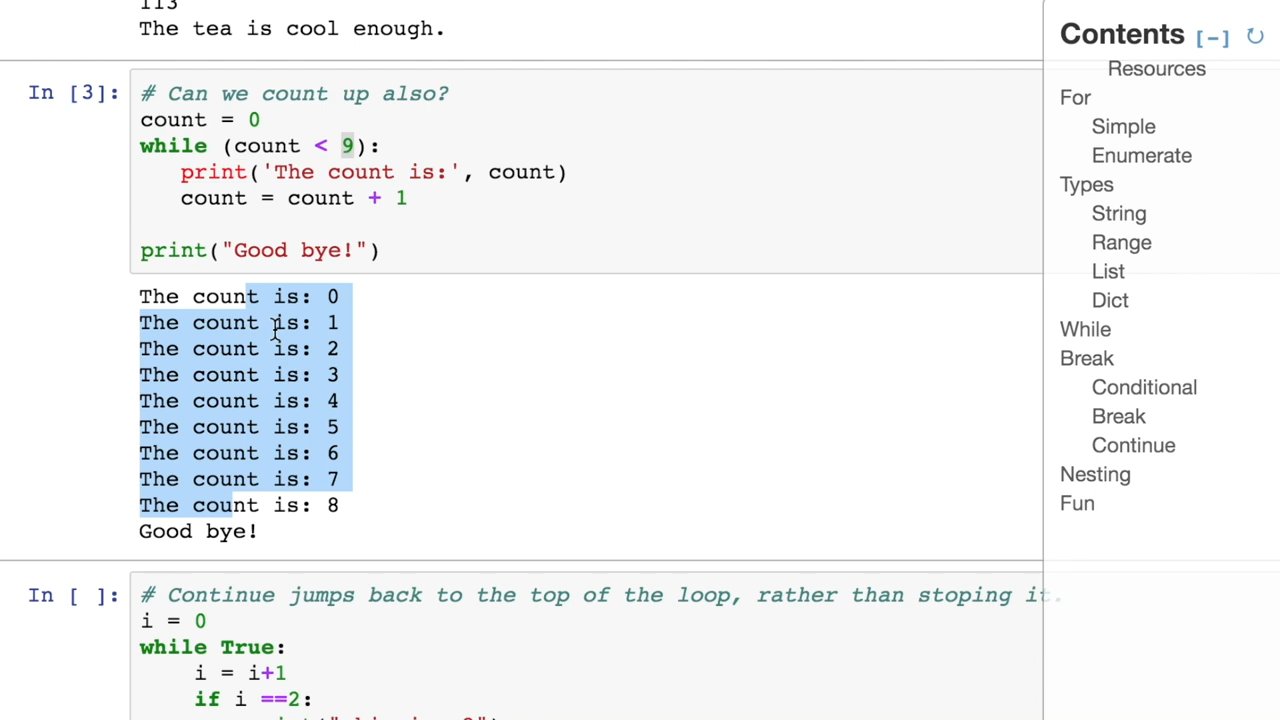 113
The tea is cool enough.
In [3]:
# Can we count up also?
count = 0
while (count < 9):
print('The count is:', count)
count = count + 1
print("Good bye!")
The count is: 0
The count is: 1
The count is: 2
The count is: 3
The count is: 4
The count is: 5
The count is: 6
The count is: 7
The count is: 8
Good bye!
In [ ]:
# Continue jumps back to the top of the loop, rather than stoping it.
i = 0
while True:
i = i+1
if i ==2:
Contents [-]
Resources
For
Simple
Enumerate
Types
String
Range
List
Dict
While
Break
Conditional
Break
Continue
Nesting
Fun